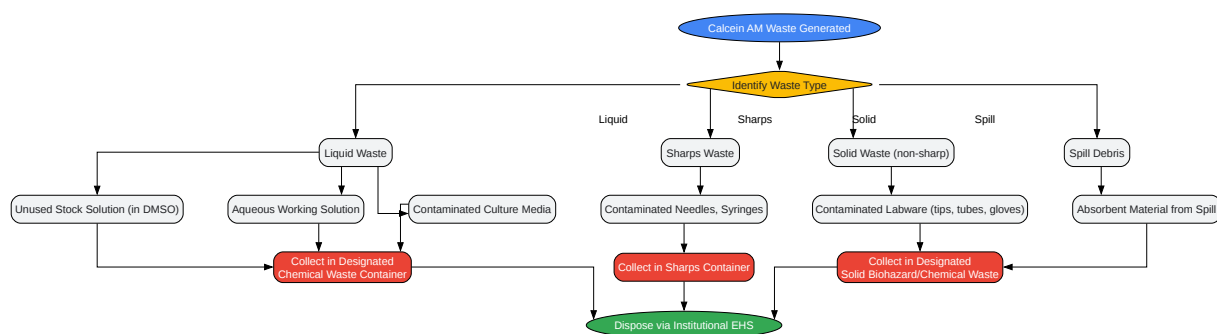 Calcein AM Waste Generated
Identify Waste Type
Liquid
Sharps
Solid
Spill
Liquid Waste
Sharps Waste
Solid Waste (non-sharp)
Spill Debris
Unused Stock Solution (in DMSO)
Aqueous Working Solution
Contaminated Culture Media
Contaminated Needles, Syringes
Contaminated Labware (tips, tubes, gloves)
Absorbent Material from Spill
Collect in Designated
Chemical Waste Container
Collect in Sharps Container
Collect in Designated
Solid Biohazard/Chemical Waste
Dispose via Institutional EHS